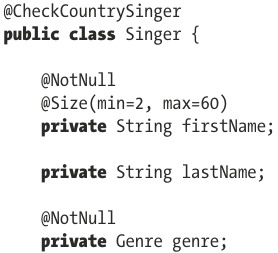 @CheckCountrySinger
public class Singer {
@NotNull
@Size(min=2, max=60)
private String firstName;
private String lastName;
@NotNull
private Genre genre;